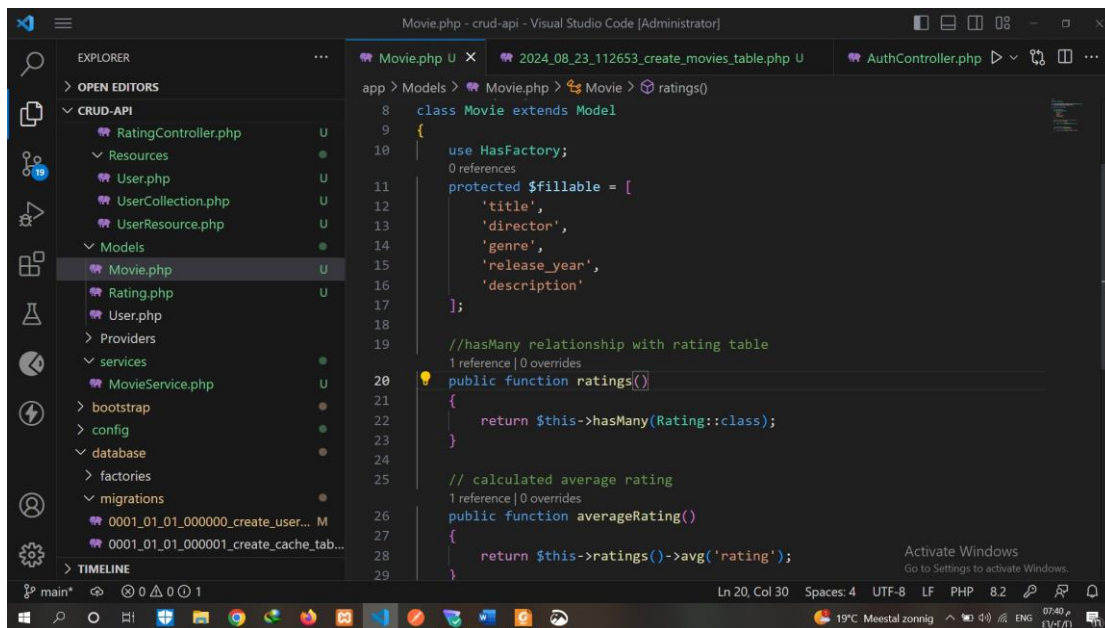 Movie.php - crud-api - Visual Studio Code [Administrator]
EXPLORER
Movie.php U
2024_08_23_112653_create_movies_table.php U
AuthController.php
OPEN EDITORS
app > Models > Movie.php > Movie > ratings()
CRUD-API
RatingController.php U
Resources
User.php U
UserCollection.php U
UserResource.php U
Models
Movie.php U
Rating.php U
User.php
Providers
services
MovieService.php U
bootstrap
config
database
factories
migrations
0001_01_01_000000_create_user... M
0001_01_01_000001_create_cache_tab...
TIMELINE
19
8 class Movie extends Model
9 {
10 use HasFactory;
0 references
11 protected $fillable = [
12 'title',
13 'director',
14 'genre',
15 'release_year',
16 'description'
17 ];
18
19 //hasMany relationship with rating table
1 reference | 0 overrides
20 public function ratings()
21 {
22 return $this->hasMany(Rating::class);
23 }
24
25 // calculated average rating
1 reference | 0 overrides
26 public function averageRating()
27 {
28 return $this->ratings()->avg('rating');
29 }
Activate Windows
Go to Settings to activate Windows.
main* 0 0 1 Ln 20, Col 30 Spaces: 4 UTF-8 LF PHP 8.2
19°C Meestal zonnig ENG 07:40 م